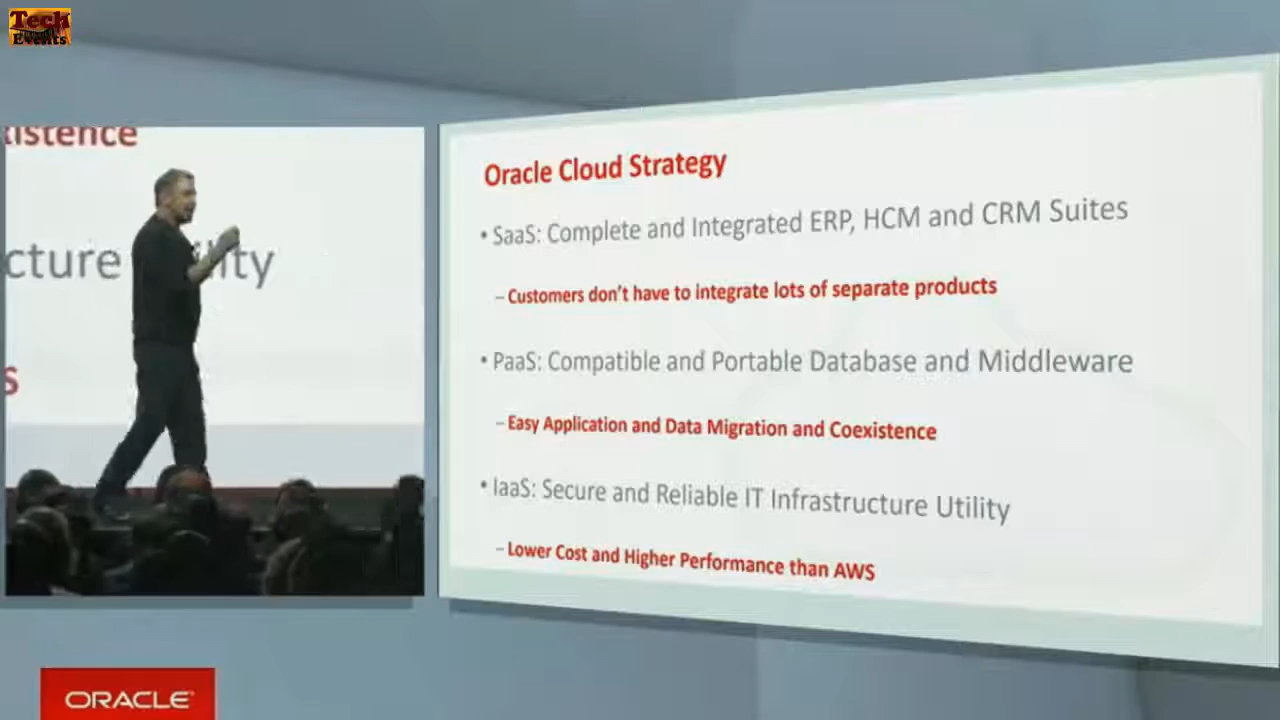 Tech
Events
xistence
cture Utility
s
Oracle Cloud Strategy
• SaaS: Complete and Integrated ERP, HCM and CRM Suites
– Customers don't have to integrate lots of separate products
• PaaS: Compatible and Portable Database and Middleware
– Easy Application and Data Migration and Coexistence
• IaaS: Secure and Reliable IT Infrastructure Utility
– Lower Cost and Higher Performance than AWS
ORACLE